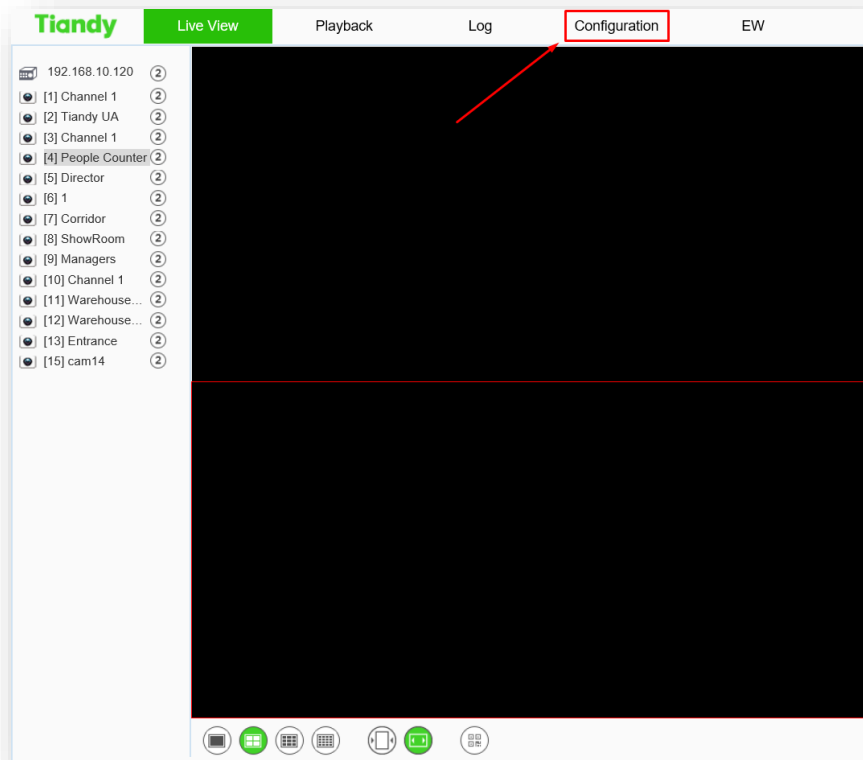 Tiandy Live View Playback Log Configuration EW
192.168.10.120 2
[1] Channel 1 2
[2] Tiandy UA 2
[3] Channel 1 2
[4] People Counter 2
[5] Director 2
[6] 1 2
[7] Corridor 2
[8] ShowRoom 2
[9] Managers 2
[10] Channel 1 2
[11] Warehouse... 2
[12] Warehouse... 2
[13] Entrance 2
[15] cam14 2